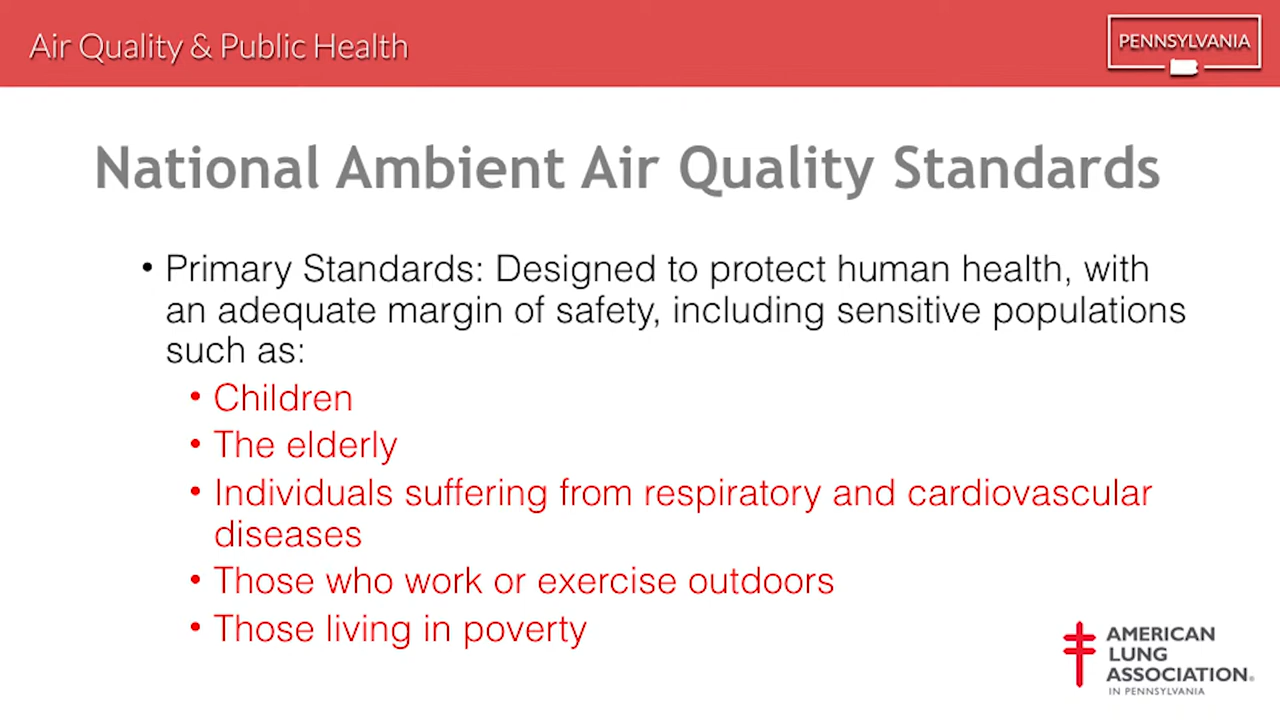 Air Quality & Public Health
PENNSYLVANIA
National Ambient Air Quality Standards
• Primary Standards: Designed to protect human health, with
an adequate margin of safety, including sensitive populations
such as:
• Children
• The elderly
• Individuals suffering from respiratory and cardiovascular
diseases
• Those who work or exercise outdoors
• Those living in poverty
AMERICAN
LUNG
ASSOCIATION®
IN PENNSYLVANIA